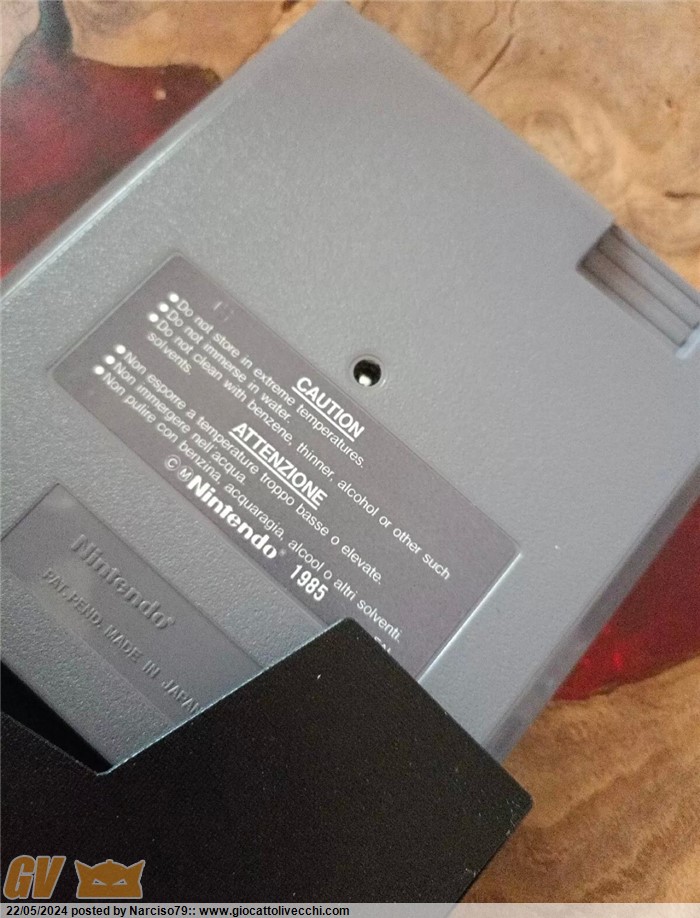 CAUTION
●Do not store in extreme temperatures.
●Do not immerse in water.
●Do not clean with benzene, thinner, alcohol or other such
solvents.
ATTENZIONE
●Non esporre a temperature troppo basse o elevate.
●Non immergere nell'acqua.
●Non pulire con benzina, acquaragia, alcool o altri solventi.
©MNintendo® 1985
Nintendo®
PAT. PEND. MADE IN JAPAN
GV
22/05/2024 posted by Narciso79:: www.giocattolivecchi.com